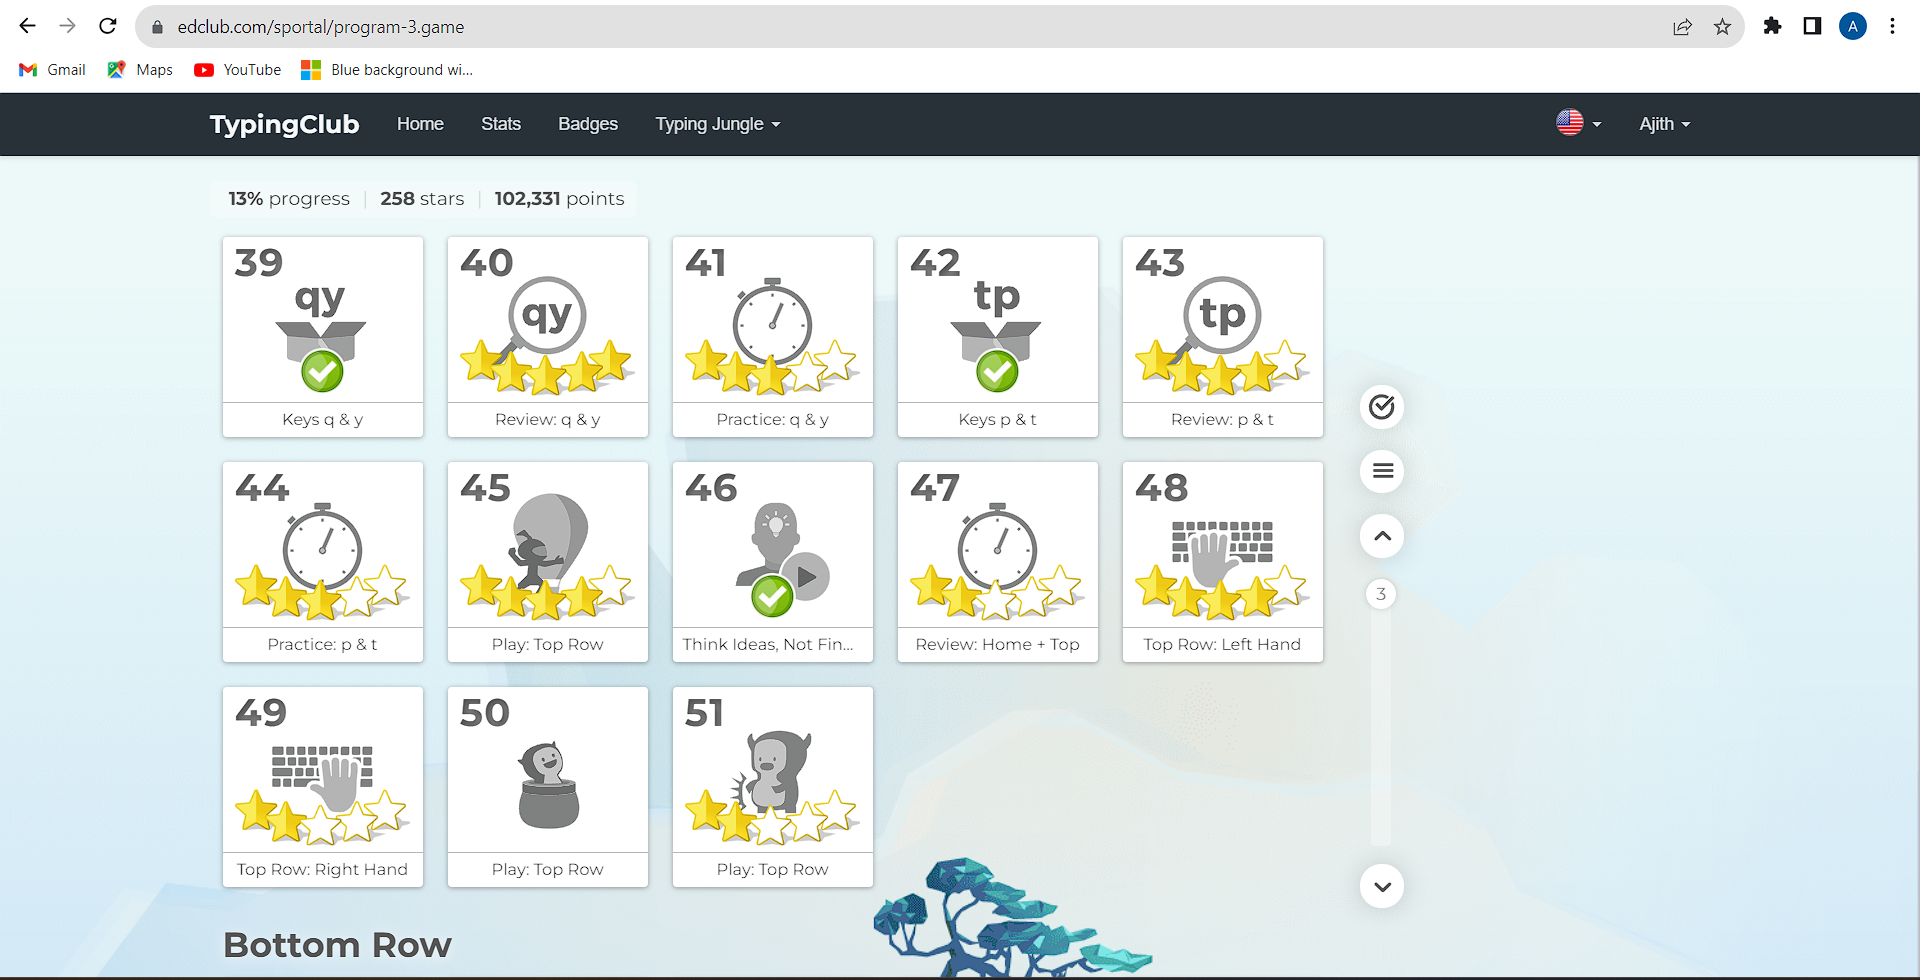 edclub.com/sportal/program-3.game
A
Gmail Maps YouTube Blue background wi...
TypingClub Home Stats Badges Typing Jungle Ajith
13% progress 258 stars 102,331 points
39 40 41 42 43
qy qy tp tp
Keys q & y Review: q & y Practice: q & y Keys p & t Review: p & t
44 45 46 47 48
3
Practice: p & t Play: Top Row Think Ideas, Not Fin... Review: Home + Top Top Row: Left Hand
49 50 51
Top Row: Right Hand Play: Top Row Play: Top Row
Bottom Row